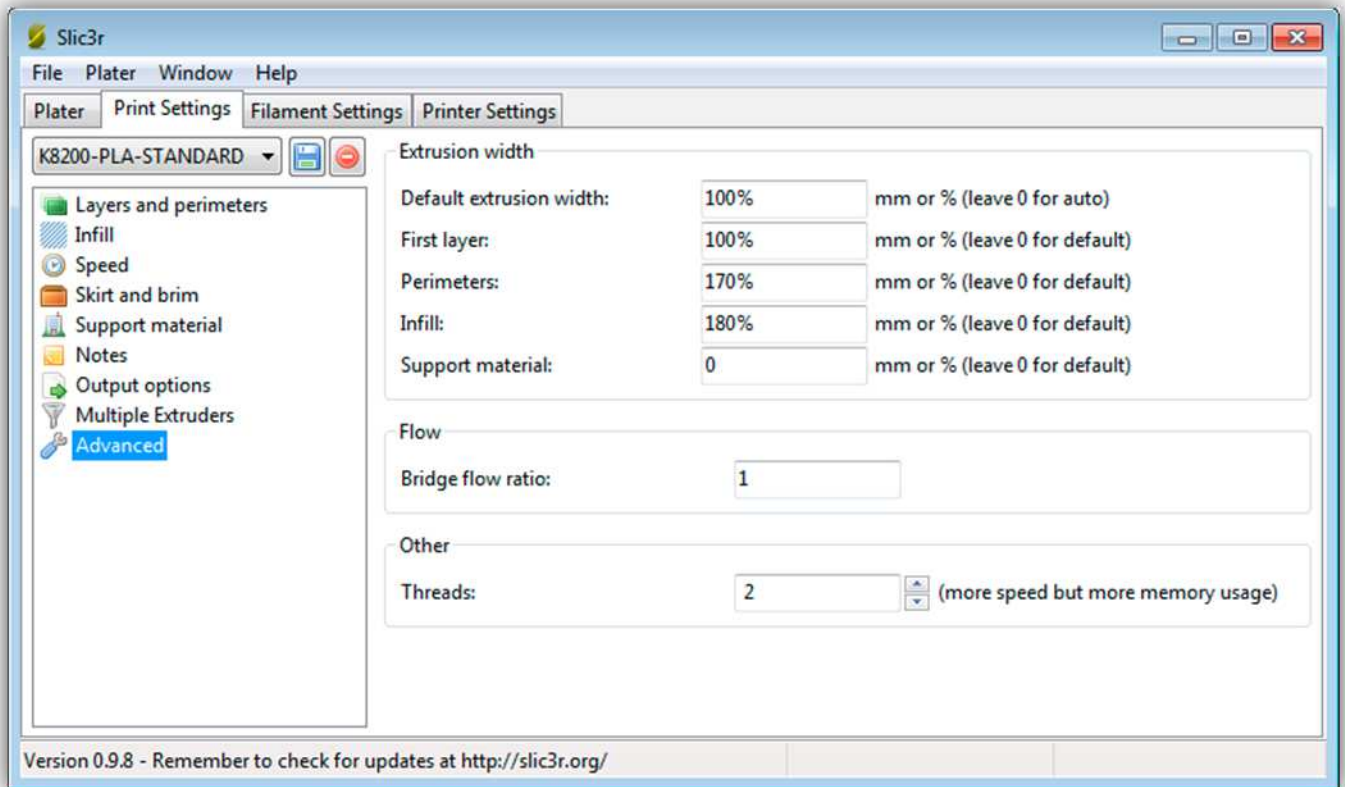 Slic3r
File Plater Window Help
Plater Print Settings Filament Settings Printer Settings
K8200-PLA-STANDARD
Layers and perimeters
Infill
Speed
Skirt and brim
Support material
Notes
Output options
Multiple Extruders
Advanced
Extrusion width
Default extrusion width: 100% mm or % (leave 0 for auto)
First layer: 100% mm or % (leave 0 for default)
Perimeters: 170% mm or % (leave 0 for default)
Infill: 180% mm or % (leave 0 for default)
Support material: 0 mm or % (leave 0 for default)
Flow
Bridge flow ratio: 1
Other
Threads: 2 (more speed but more memory usage)
Version 0.9.8 - Remember to check for updates at http://slic3r.org/